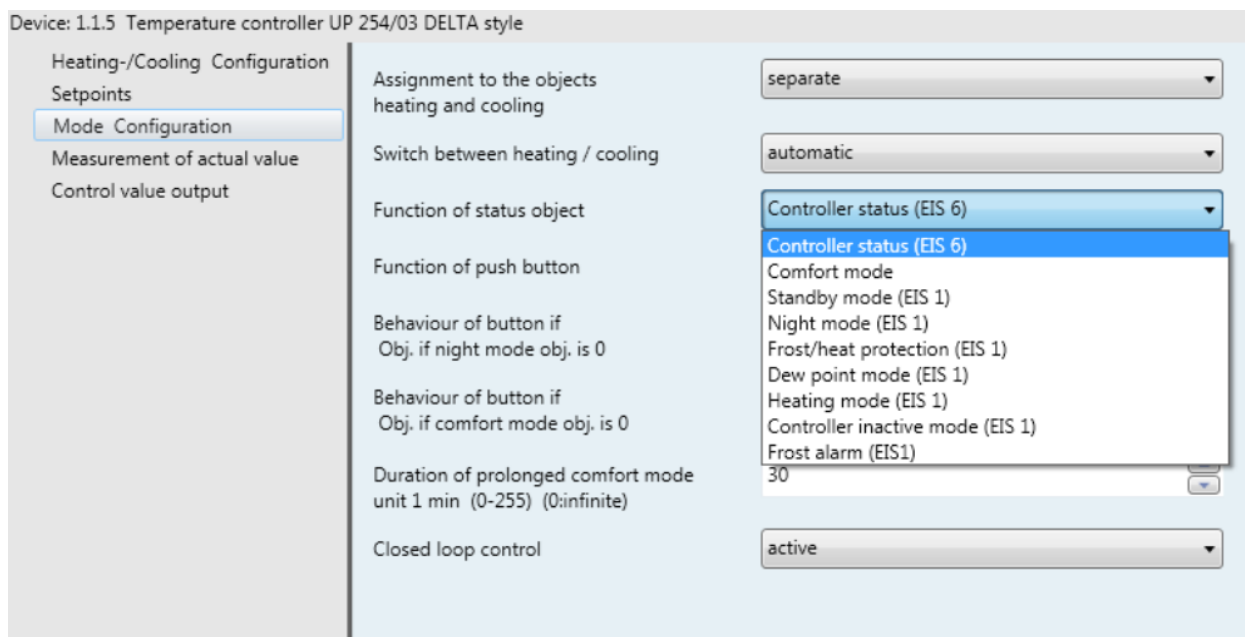 Device: 1.1.5  Temperature controller UP 254/03 DELTA style
Heating-/Cooling  Configuration
Setpoints
Mode  Configuration
Measurement of actual value
Control value output
Assignment to the objects
heating and cooling
separate
Switch between heating / cooling
automatic
Function of status object
Controller status (EIS 6)
Controller status (EIS 6)
Comfort mode
Standby mode (EIS 1)
Night mode (EIS 1)
Frost/heat protection (EIS 1)
Dew point mode (EIS 1)
Heating mode (EIS 1)
Controller inactive mode (EIS 1)
Frost alarm (EIS1)
Function of push button
Behaviour of button if
Obj. if night mode obj. is 0
Behaviour of button if
Obj. if comfort mode obj. is 0
Duration of prolonged comfort mode
unit 1 min  (0-255)  (0:infinite)
30
Closed loop control
active